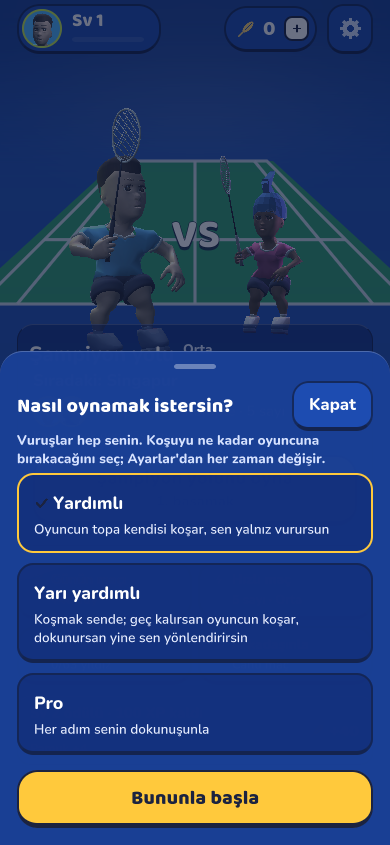 Sv 1
0
+
VS
Orta
Nasıl oynamak istersin?
Kapat
Vuruşlar hep senin. Koşuyu ne kadar oyuncuna
bırakacağını seç; Ayarlar'dan her zaman değişir.
Yardımlı
Oyuncun topa kendisi koşar, sen yalnız vurursun
Yarı yardımlı
Koşmak sende; geç kalırsan oyuncun koşar,
dokunursan yine sen yönlendirirsin
Pro
Her adım senin dokunuşunla
Bununla başla